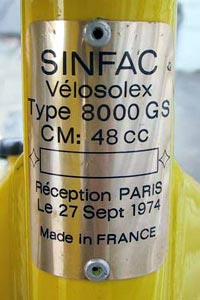 SINFAC
Vélosolex
Type 8000 GS
CM: 48 cc
Réception PARIS
Le 27 Sept 1974
Made in FRANCE